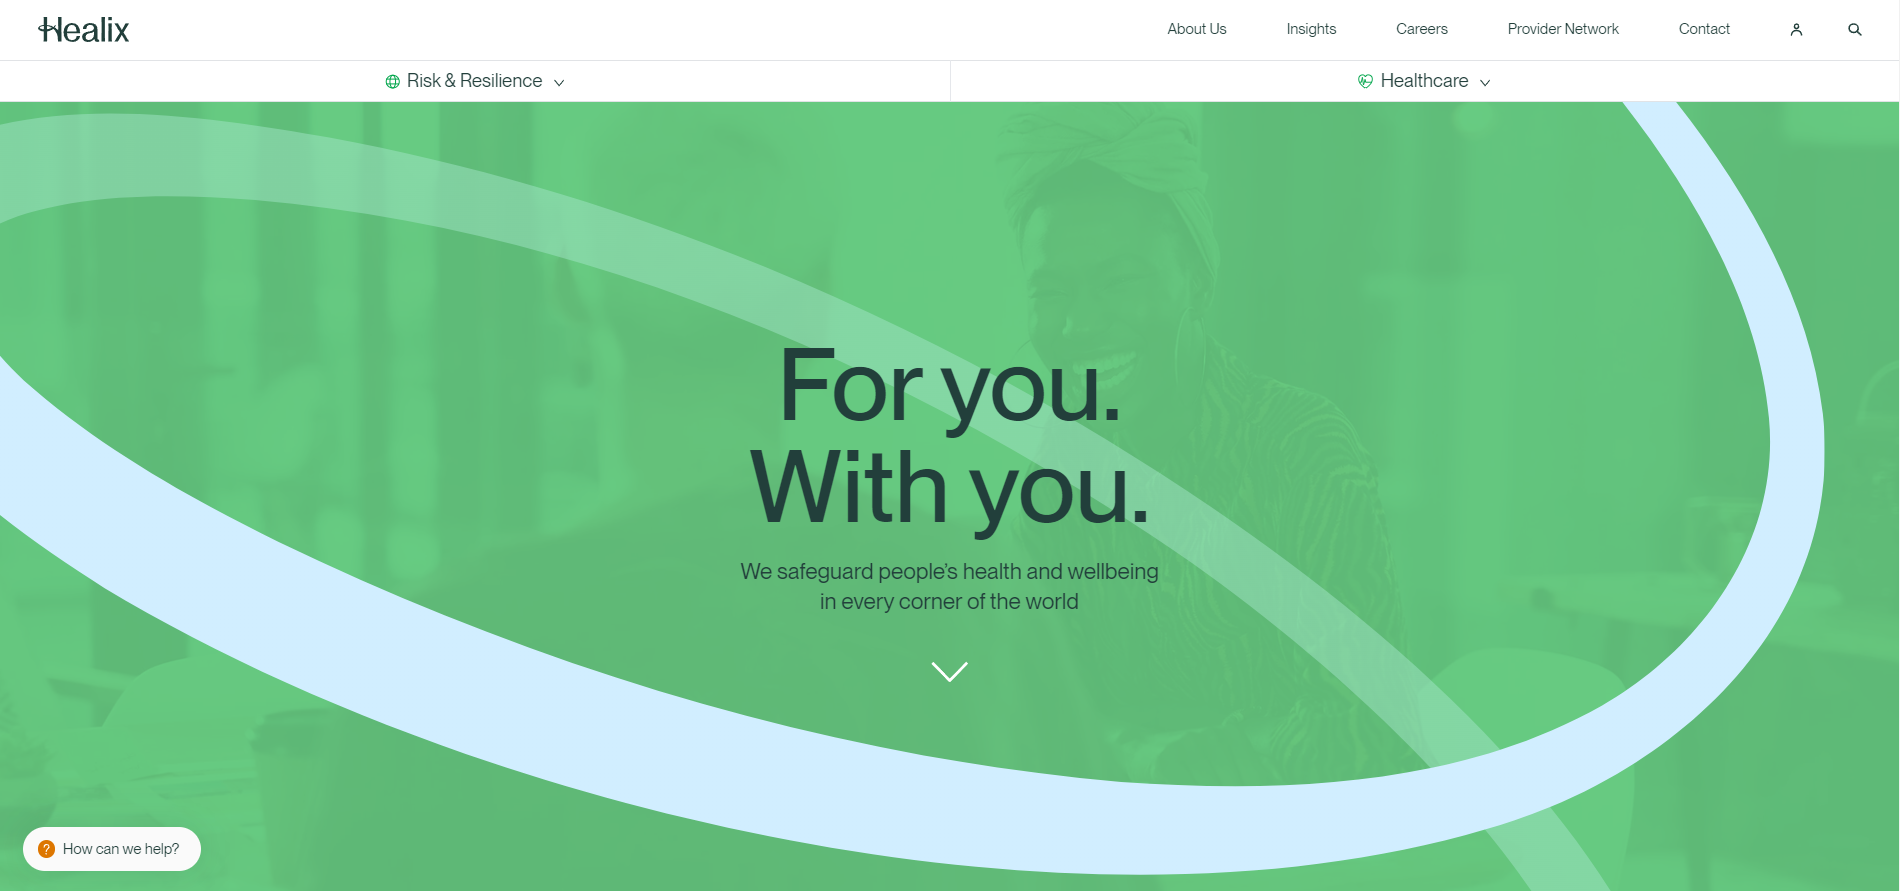 Healix
About Us
Insights
Careers
Provider Network
Contact
Risk & Resilience
Healthcare
For you.
With you.
We safeguard people’s health and wellbeing
in every corner of the world
How can we help?